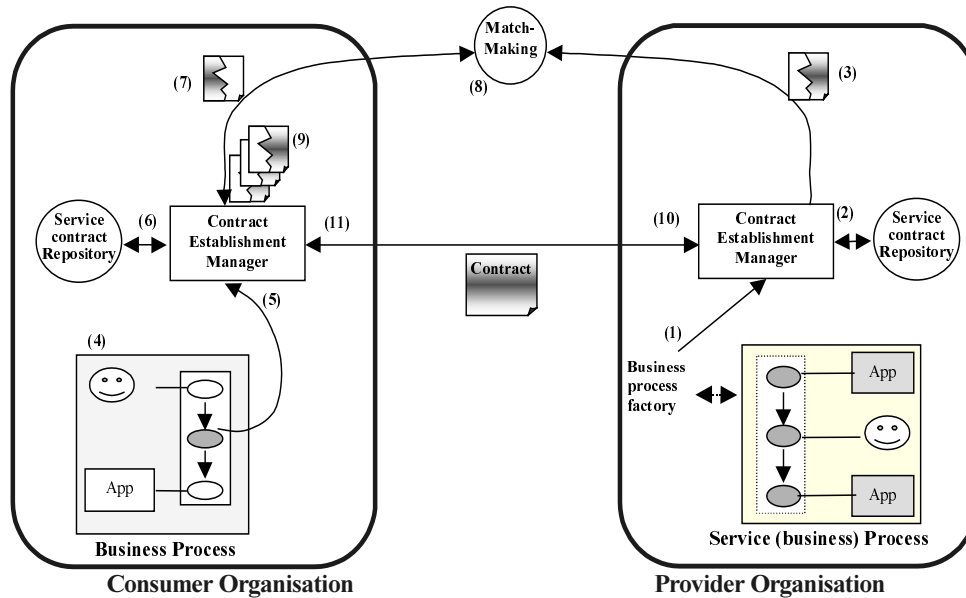 Match-
Making
(8)
(7)
(3)
(9)
Service
contract
Repository
(6)
Contract
Establishment
Manager
(11)
(10)
Contract
Establishment
Manager
(2)
Service
contract
Repository
Contract
(5)
(1)
(4)
App
Business Process
Business
process
factory
App
App
Service (business) Process
Consumer Organisation
Provider Organisation